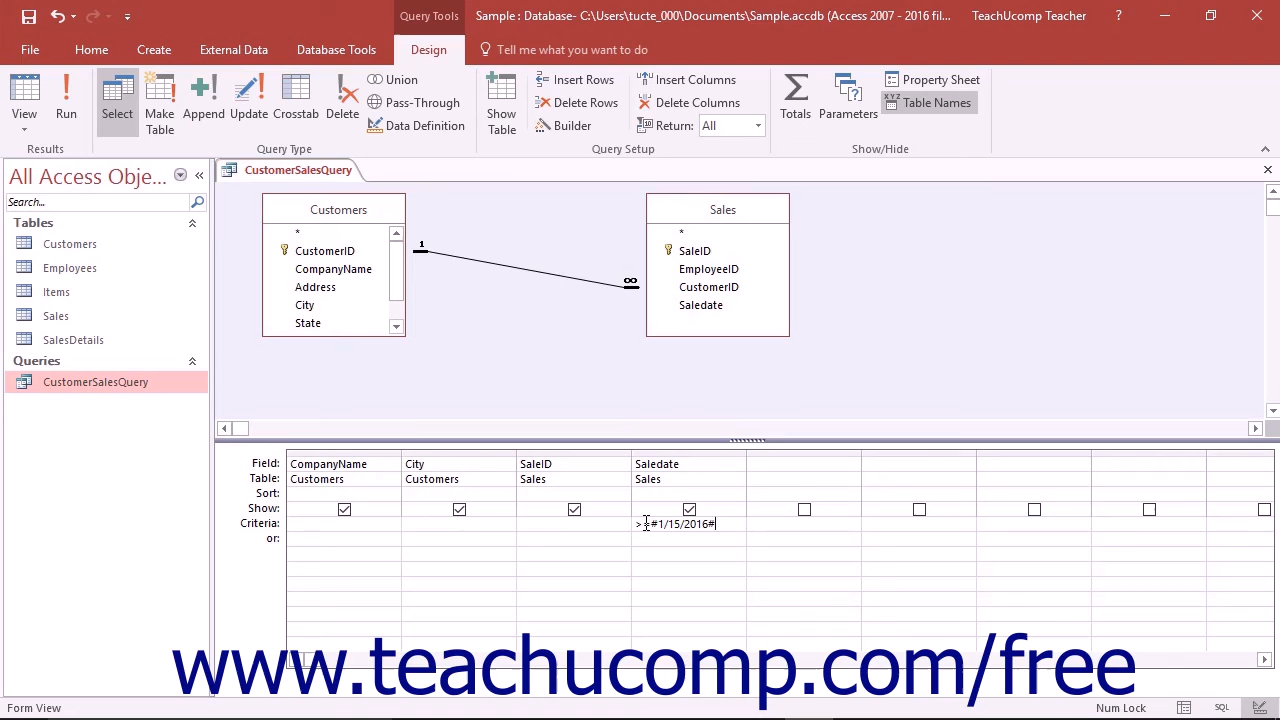 Query Tools
Sample : Database- C:\Users\tucte_000\Documents\Sample.accdb (Access 2007 - 2016 fil...
TeachUcomp Teacher
?
File
Home
Create
External Data
Database Tools
Design
Tell me what you want to do
View
Run
Select
Make Table
Append
Update
Crosstab
Delete
Union
Pass-Through
Data Definition
Show Table
Insert Rows
Delete Rows
Builder
Insert Columns
Delete Columns
Return: All
Totals
Parameters
Property Sheet
Table Names
Results
Query Type
Query Setup
Show/Hide
All Access Obje...
Search...
Tables
Customers
Employees
Items
Sales
SalesDetails
Queries
CustomerSalesQuery
CustomerSalesQuery
Customers
*
CustomerID
CompanyName
Address
City
State
1
∞
Sales
*
SaleID
EmployeeID
CustomerID
Saledate
Field: CompanyName City SaleID Saledate
Table: Customers Customers Sales Sales
Sort:
Show:
Criteria: >=#1/15/2016#
or:
www.teachucomp.com/free
Form View
Num Lock
SQL